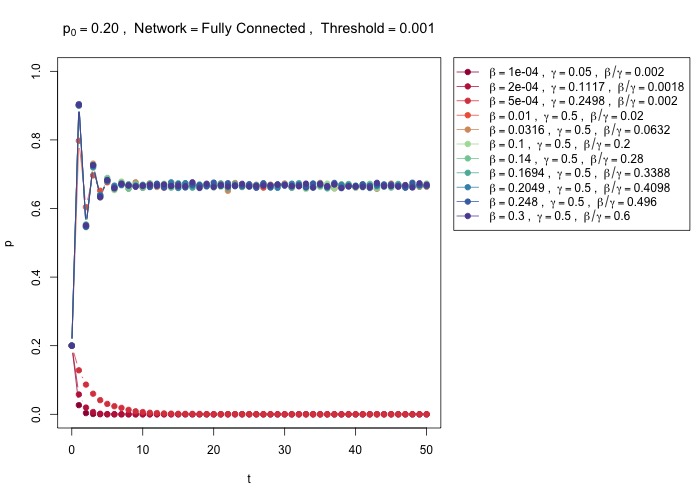 p0 = 0.20 , Network = Fully Connected , Threshold = 0.001
β = 1e-04 , γ = 0.05 , β/γ = 0.002
β = 2e-04 , γ = 0.1117 , β/γ = 0.0018
β = 5e-04 , γ = 0.2498 , β/γ = 0.002
β = 0.01 , γ = 0.5 , β/γ = 0.02
β = 0.0316 , γ = 0.5 , β/γ = 0.0632
β = 0.1 , γ = 0.5 , β/γ = 0.2
β = 0.14 , γ = 0.5 , β/γ = 0.28
β = 0.1694 , γ = 0.5 , β/γ = 0.3388
β = 0.2049 , γ = 0.5 , β/γ = 0.4098
β = 0.248 , γ = 0.5 , β/γ = 0.496
β = 0.3 , γ = 0.5 , β/γ = 0.6
1.0
0.8
0.6
0.4
0.2
0.0
p
0 10 20 30 40 50
t